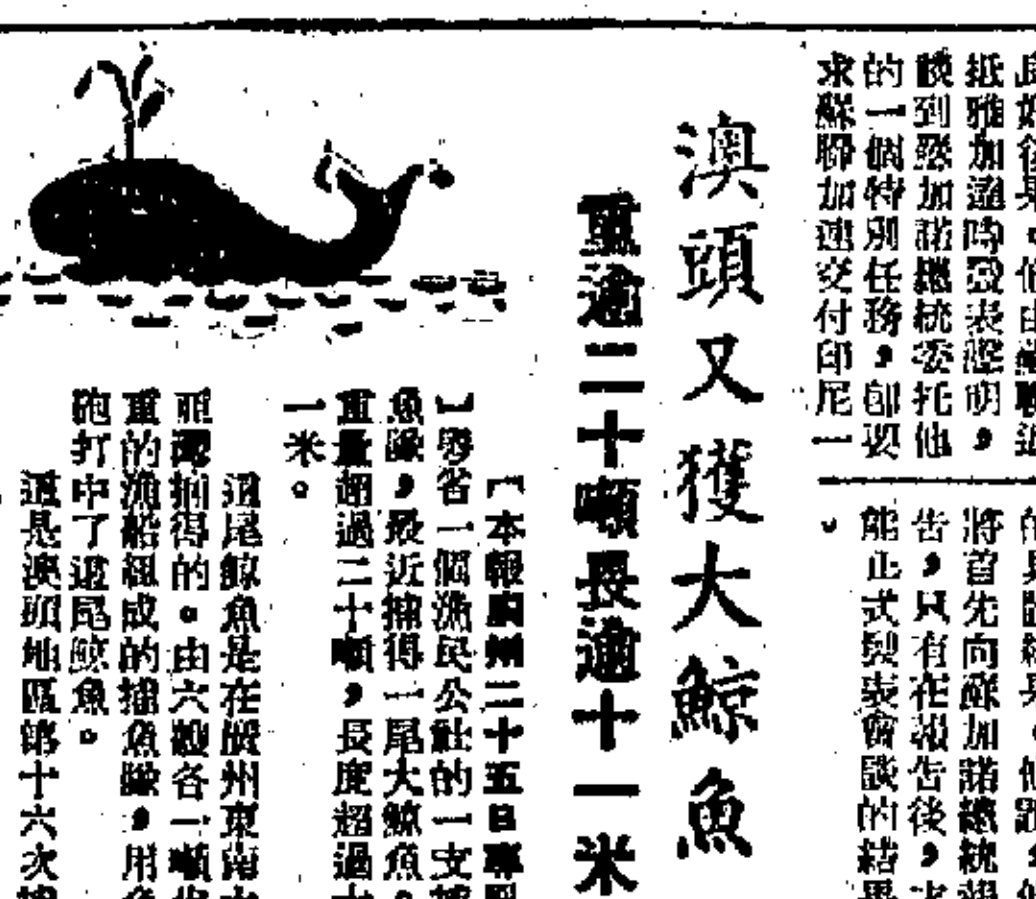 求蘇聯加速交付印尼一
的一個特別任務，即要
到蘇加諾總統委托他
抵雅加達時發表聲明，
將首先向蘇加諾總統報
告，只有在報告後，才
能正式發表會談的結果
。
澳頭又獲大鯨魚
重逾二十噸長逾十一米
【本報廣州二十五日專
】粵省一個漁民公社的一支捕
魚隊，最近捕得一尾大鯨魚。
重量超過二十噸，長度超過十
一米。
這尾鯨魚是在廣州東南
亞灣捕得的。由六艘各一噸
重的漁船組成的捕魚隊，用
砲打中了這尾鯨魚。
這是澳頭地區第十六次捕